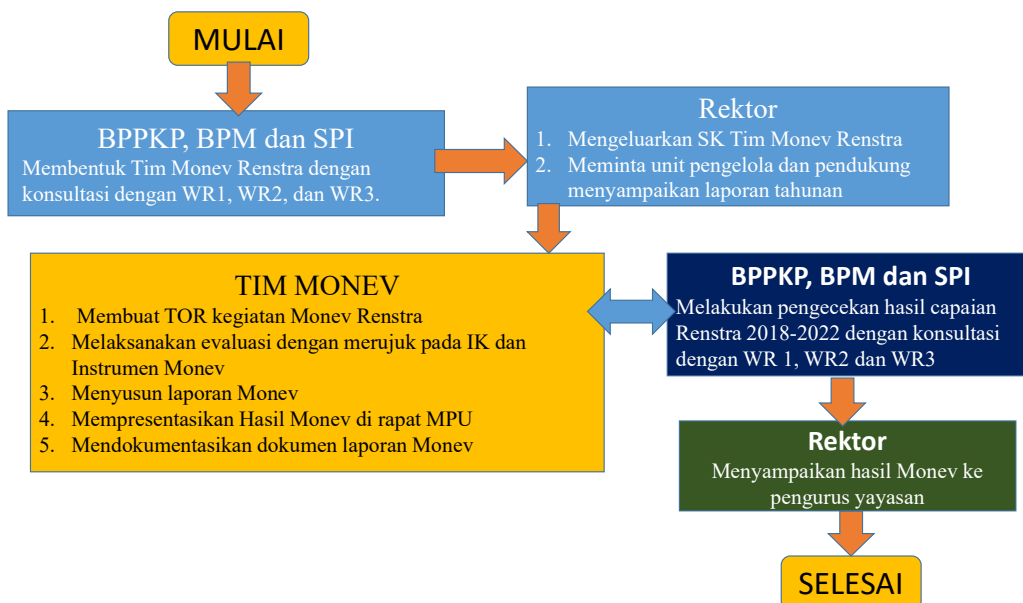 MULAI
BPPKP, BPM dan SPI
Membentuk Tim Monev Renstra dengan
konsultasi dengan WR1, WR2, dan WR3.
Rektor
1. Mengeluarkan SK Tim Monev Renstra
2. Meminta unit pengelola dan pendukung
menyampaikan laporan tahunan
TIM MONEV
1. Membuat TOR kegiatan Monev Renstra
2. Melaksanakan evaluasi dengan merujuk pada IK dan
Instrumen Monev
3. Menyusun laporan Monev
4. Mempresentasikan Hasil Monev di rapat MPU
5. Mendokumentasikan dokumen laporan Monev
BPPKP, BPM dan SPI
Melakukan pengecekan hasil capaian
Renstra 2018-2022 dengan konsultasi
dengan WR 1, WR2 dan WR3
Rektor
Menyampaikan hasil Monev ke
pengurus yayasan
SELESAI